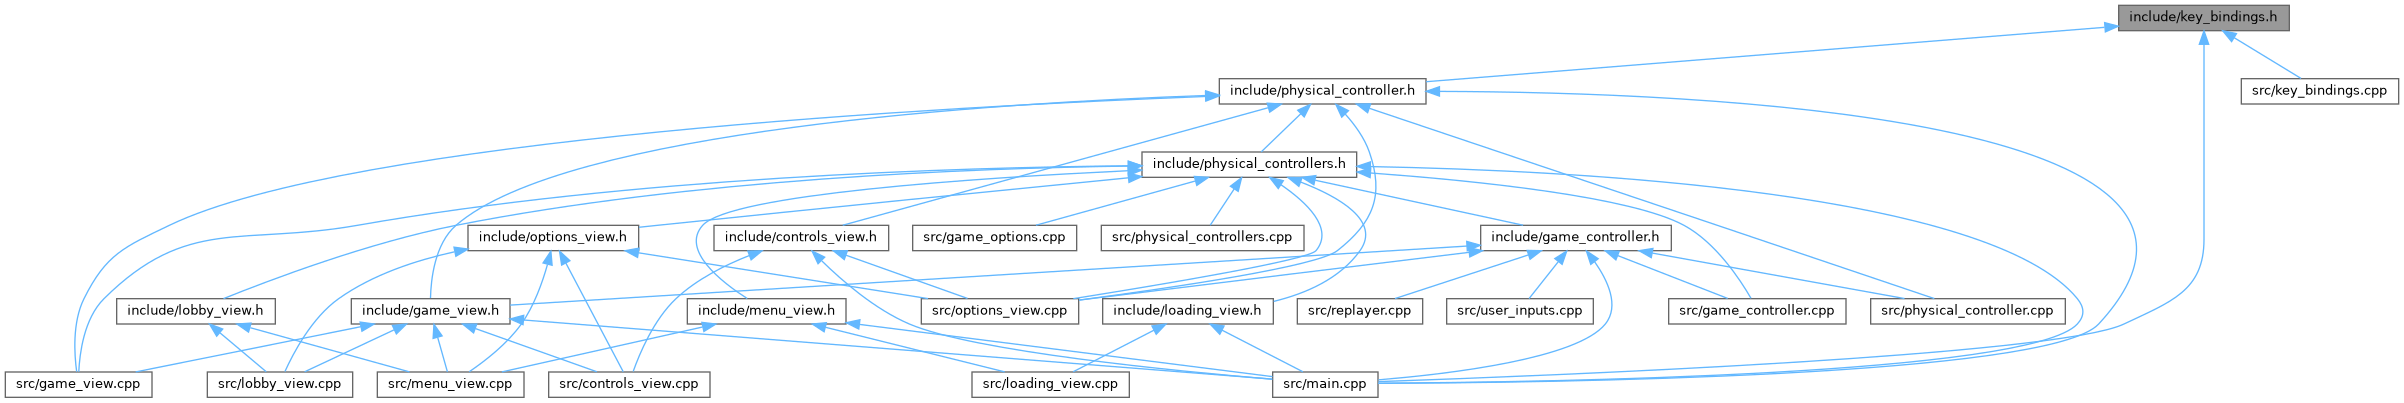 include/key_bindings.h
include/physical_controller.h
src/key_bindings.cpp
include/physical_controllers.h
include/options_view.h
include/controls_view.h
src/game_options.cpp
src/physical_controllers.cpp
include/game_controller.h
include/lobby_view.h
include/game_view.h
include/menu_view.h
src/options_view.cpp
include/loading_view.h
src/replayer.cpp
src/user_inputs.cpp
src/game_controller.cpp
src/physical_controller.cpp
src/game_view.cpp
src/lobby_view.cpp
src/menu_view.cpp
src/controls_view.cpp
src/loading_view.cpp
src/main.cpp